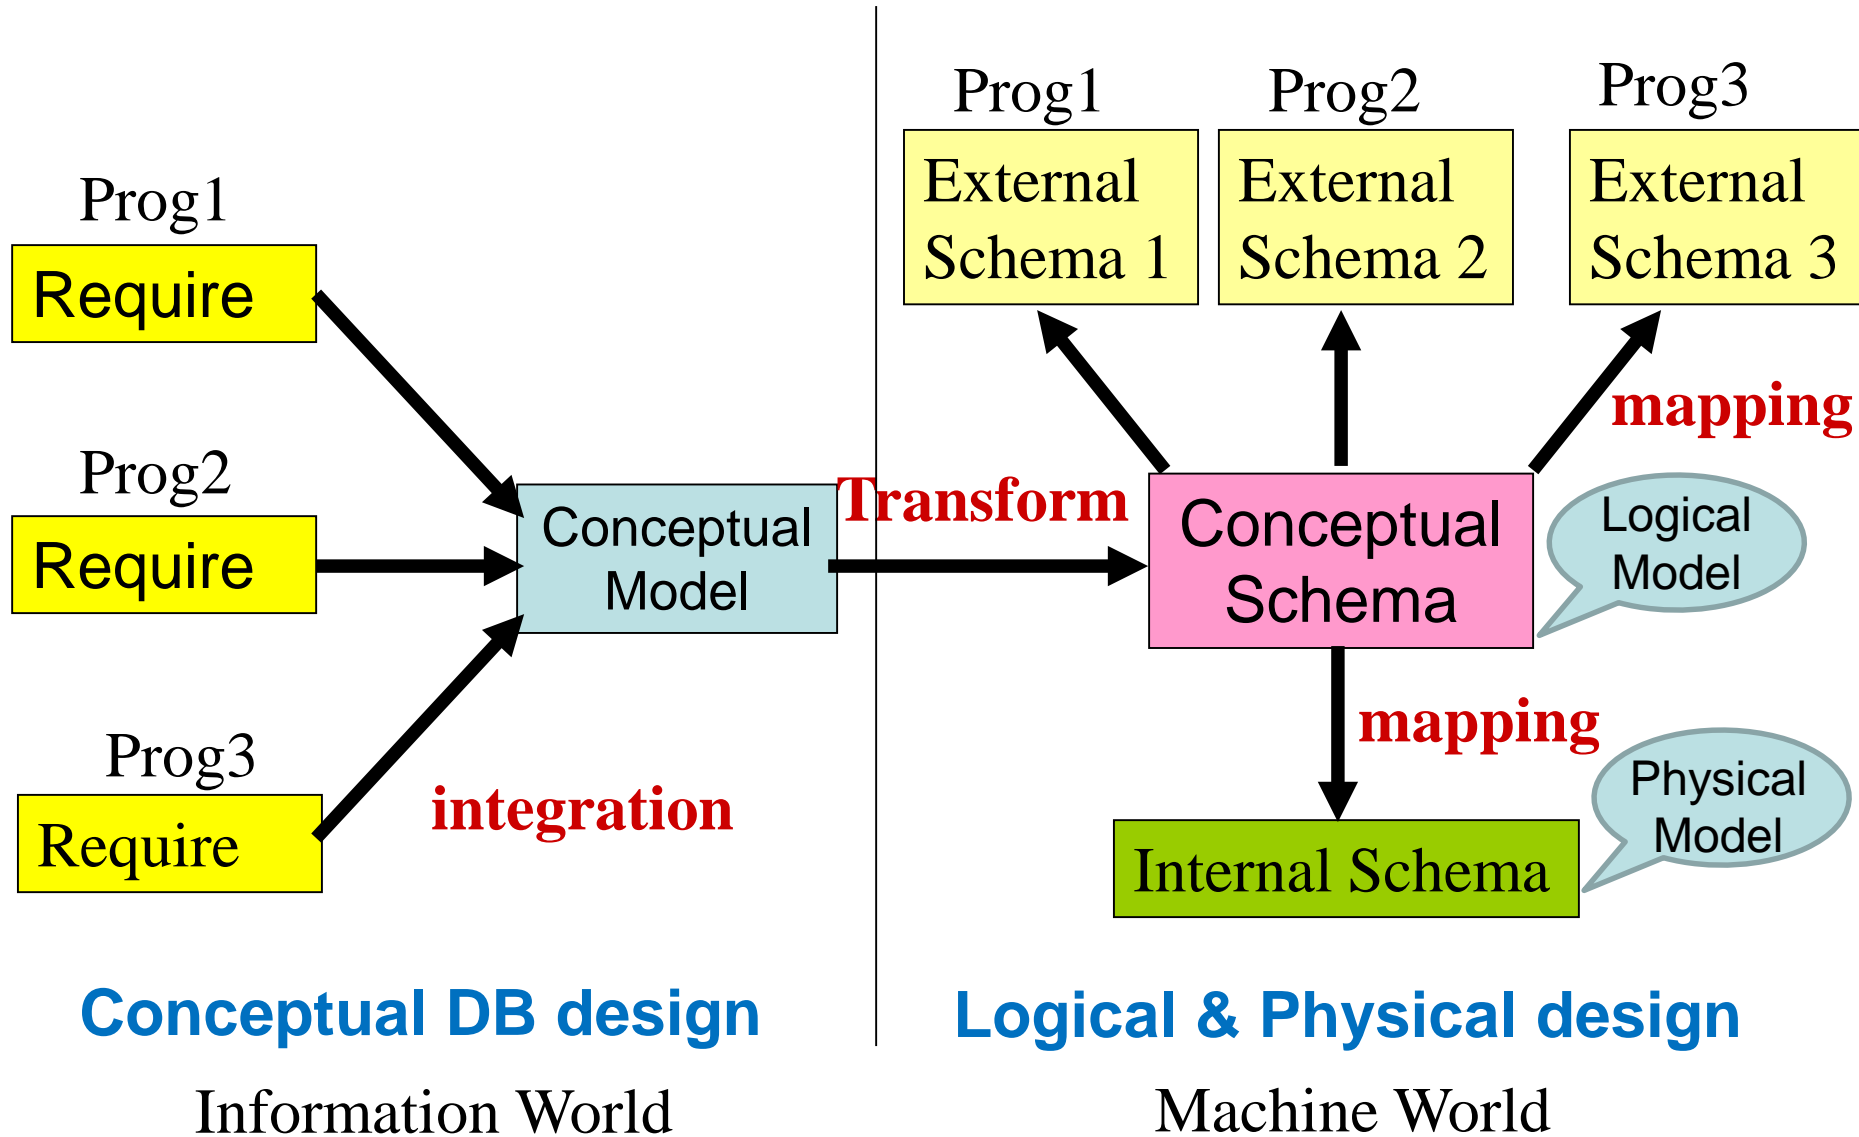 Prog1
Require
Prog2
Require
Prog3
Require
integration
Conceptual
Model
Transform
Prog1
External
Schema 1
Prog2
External
Schema 2
Prog3
External
Schema 3
mapping
Conceptual
Schema
Logical
Model
mapping
Physical
Model
Internal Schema
Conceptual DB design
Information World
Logical & Physical design
Machine World